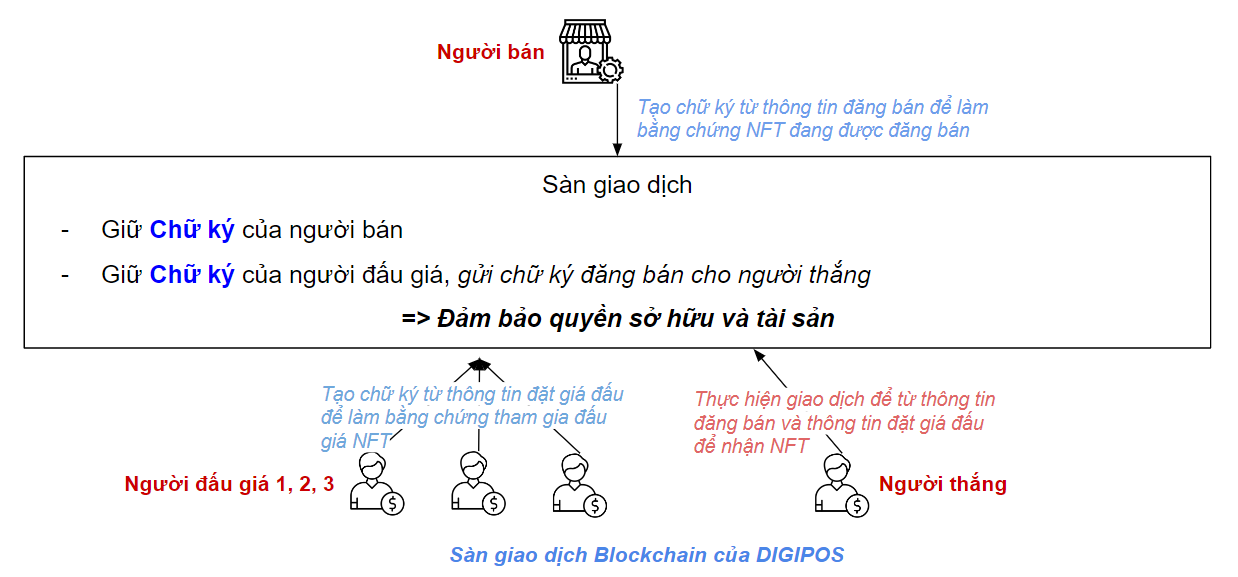 Người bán
Tạo chữ ký từ thông tin đăng bán để làm
bằng chứng NFT đang được đăng bán
Sàn giao dịch
- Giữ Chữ ký của người bán
- Giữ Chữ ký của người đấu giá, gửi chữ ký đăng bán cho người thắng
=> Đảm bảo quyền sở hữu và tài sản
Tạo chữ ký từ thông tin đặt giá đấu
để làm bằng chứng tham gia đấu
giá NFT
Thực hiện giao dịch để từ thông tin
đăng bán và thông tin đặt giá đấu
để nhận NFT
Người đấu giá 1, 2, 3
$
$
$
$
Người thắng
Sàn giao dịch Blockchain của DIGIPOS